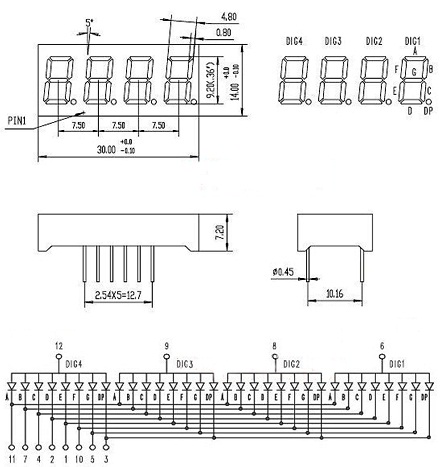 5°
4.80
0.80
9.20(.36")
+0.0
-0.10
14.00
PIN1
7.50 7.50 7.50
30.00 +0.0 -0.10
DIG4 DIG3 DIG2 DIG1
A
F B
G
E C
D DP
7.20
2.54X5=12.7
Ø0.45
10.16
12 9 8 6
DIG4 DIG3 DIG2 DIG1
A B C D E F G DP A B C D E F G DP A B C D E F G DP A B C D E F G DP
11 7 4 2 1 10 5 3